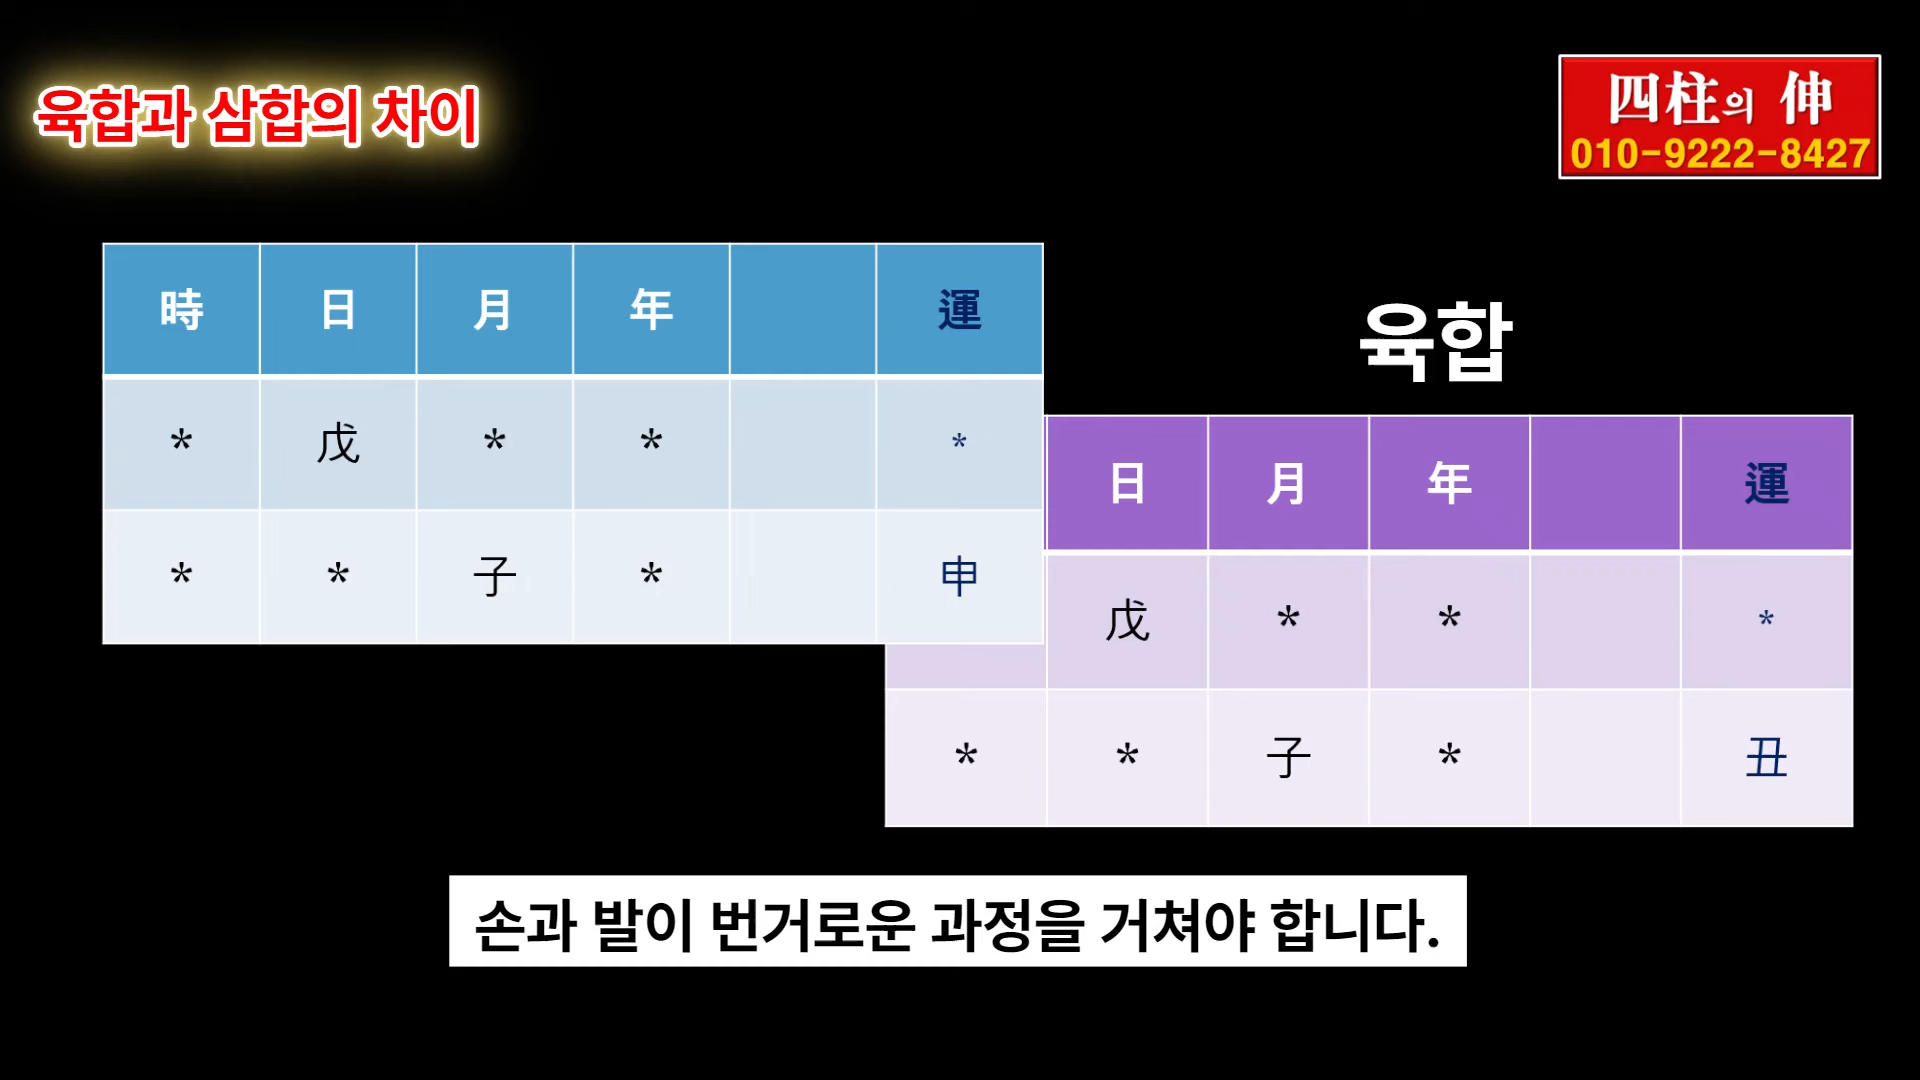 육합과 삼합의 차이
四柱의 伸
010-9222-8427
時 日 月 年 運
* 戊 * * *
* * 子 * 申
육합
日 月 年 運
戊 * * *
* * 子 * 丑
손과 발이 번거로운 과정을 거쳐야 합니다.